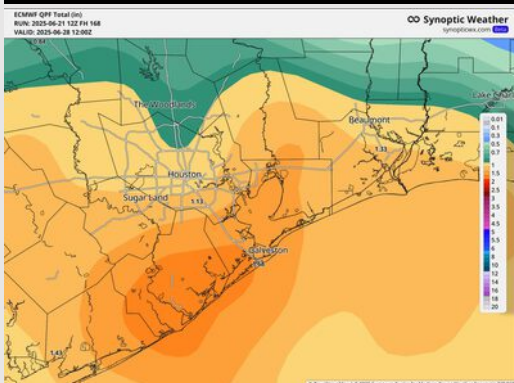 ECMWF QPF Total (in)
RUN: 2025-06-21 12Z FH 168
VALID: 2025-06-28 12:00Z
Synoptic Weather
synopticwx.com Beta
The Woodlands
Lake
Beaumont
1.33
Houston
Sugar Land
1.13
Galveston
1.43
0.01
0.1
0.3
0.5
0.7
1
1.5
2
2.5
3
3.5
4
4.5
5
5.5
6
8
10
12
14
16
18
20